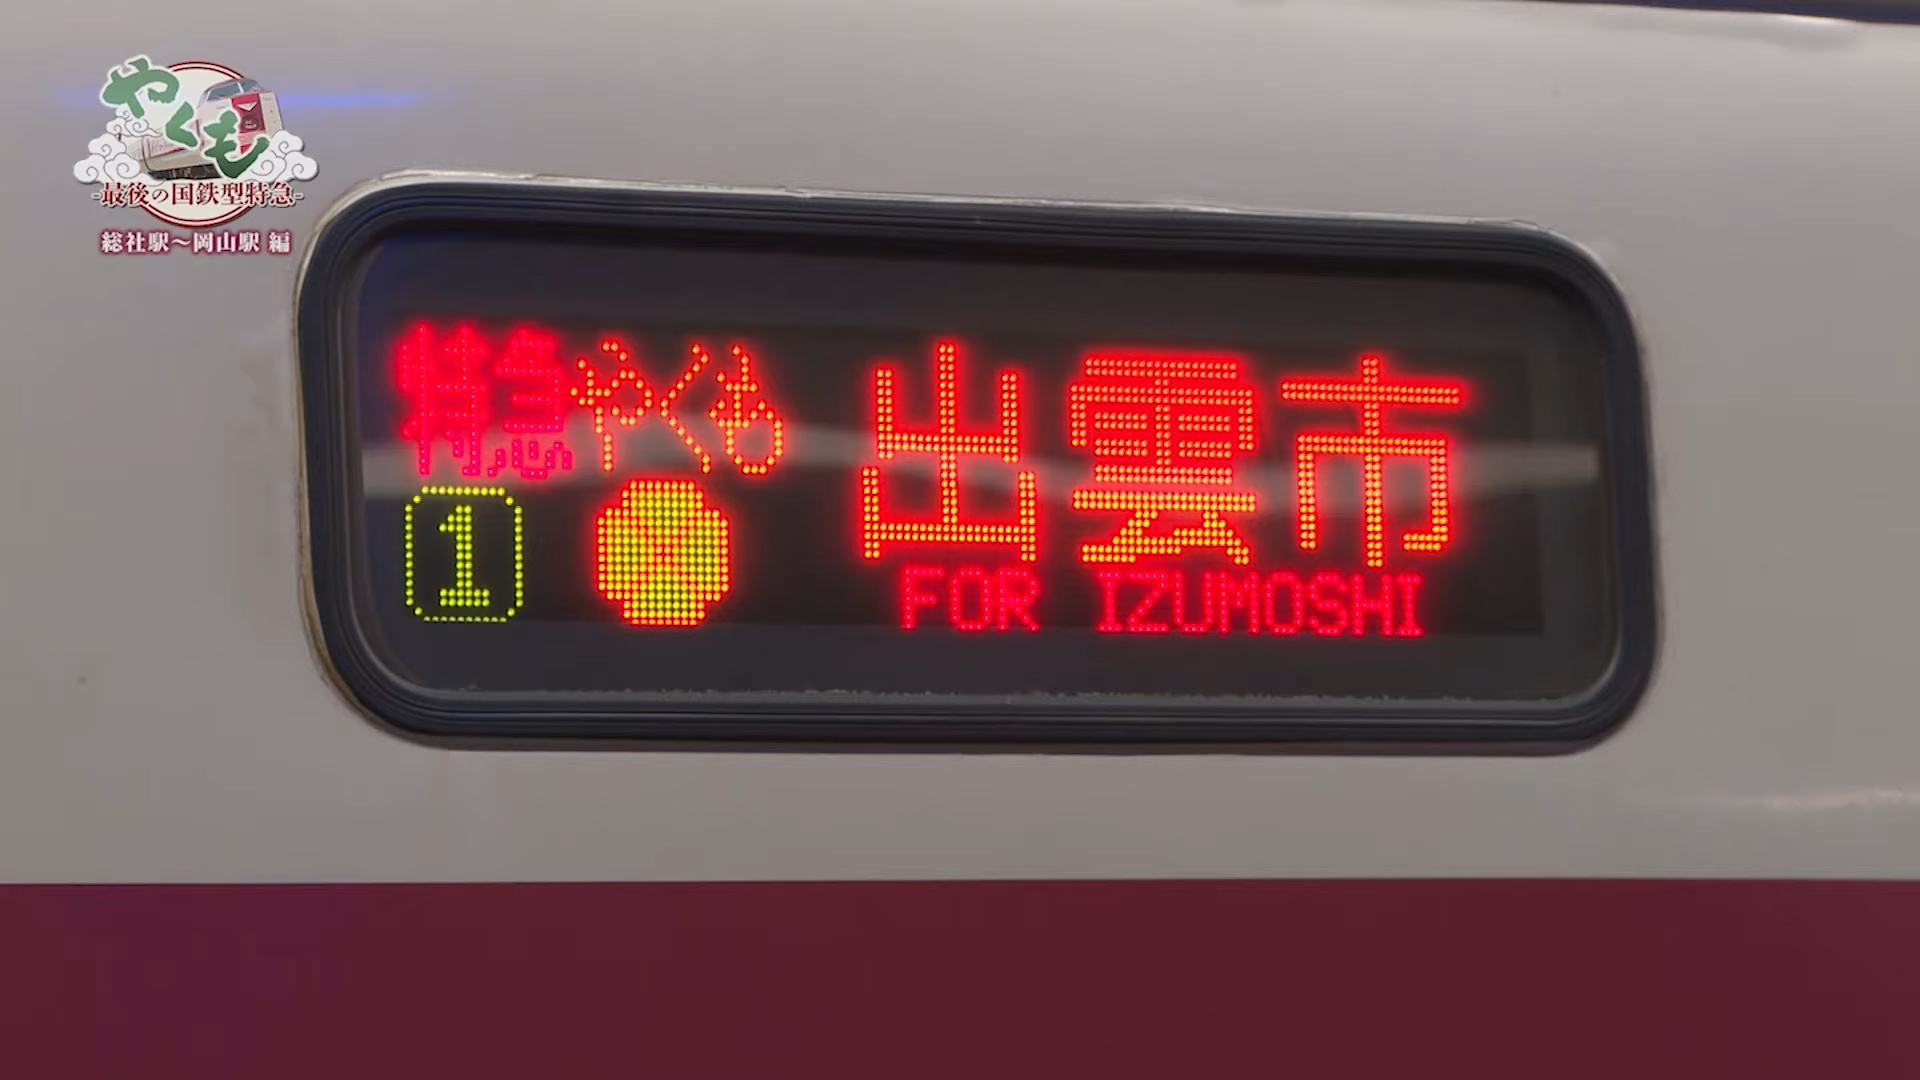 やくも
-最後の国鉄型特急-
総社駅～岡山駅 編
特急やくも 出雲市
1
FOR IZUMOSHI